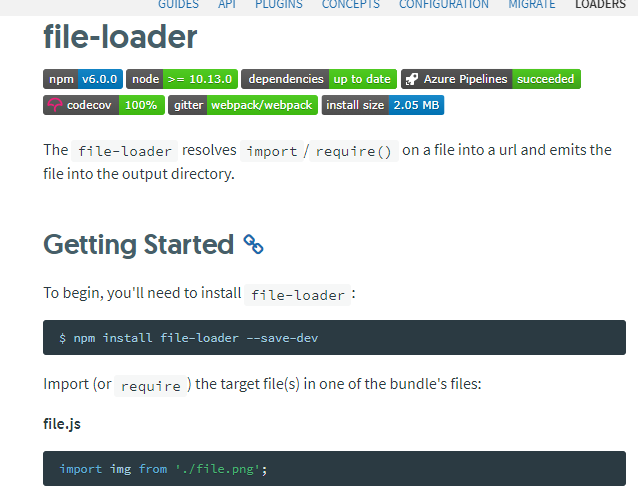 GUIDES API PLUGINS CONCEPTS CONFIGURATION MIGRATE LOADERS
file-loader
npm v6.0.0 node >= 10.13.0 dependencies up to date Azure Pipelines succeeded
codecov 100% gitter webpack/webpack install size 2.05 MB
The file-loader resolves import / require() on a file into a url and emits the
file into the output directory.
Getting Started
To begin, you'll need to install file-loader :
$ npm install file-loader --save-dev
Import (or require ) the target file(s) in one of the bundle's files:
file.js
import img from './file.png';